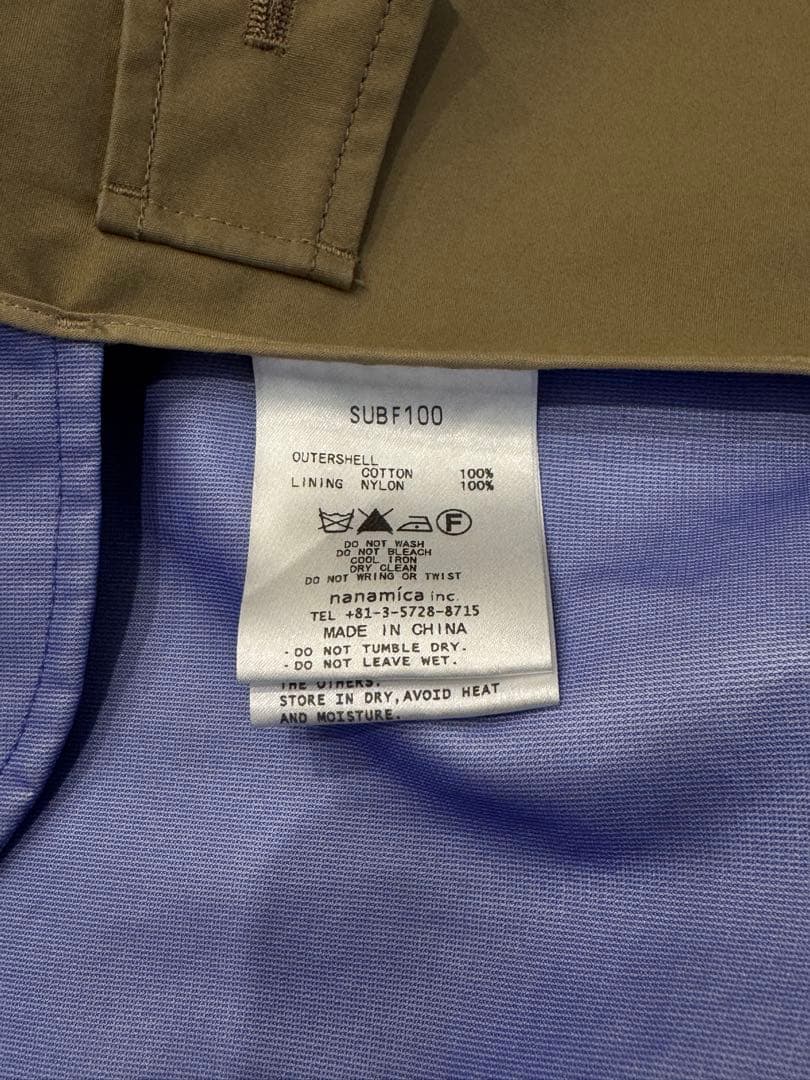 SUBF100
OUTERSHELL
COTTON 100%
LINING NYLON 100%
F
DO NOT WASH
DO NOT BLEACH
COOL IRON
DRY CLEAN
DO NOT WRING OR TWIST
nanamíca inc.
TEL +81-3-5728-8715
MADE IN CHINA
- DO NOT TUMBLE DRY.
- DO NOT LEAVE WET.
THE OTHERS.
STORE IN DRY,AVOID HEAT
AND MOISTURE.